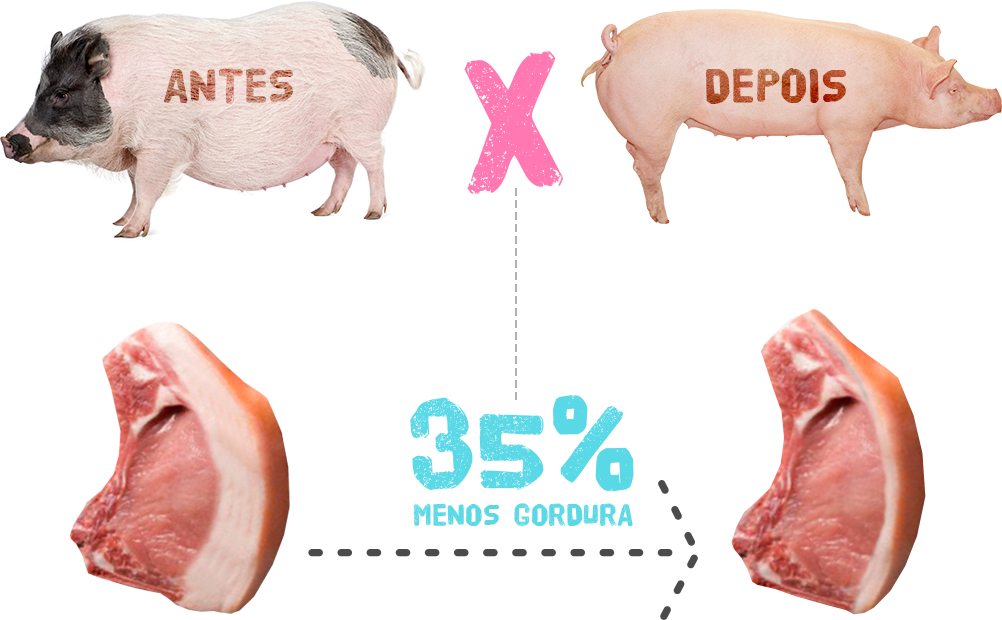 ANTES
X
DEPOIS
35%
MENOS GORDURA